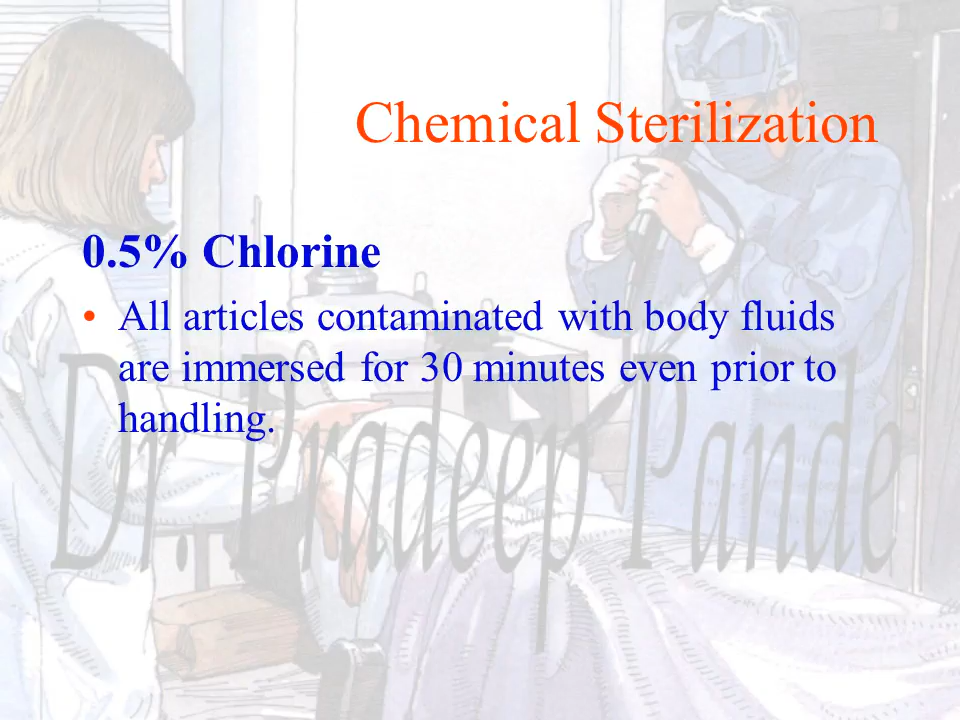 Chemical Sterilization
0.5% Chlorine
• All articles contaminated with body fluids
are immersed for 30 minutes even prior to
handling.
Dr. Pradeep Pande